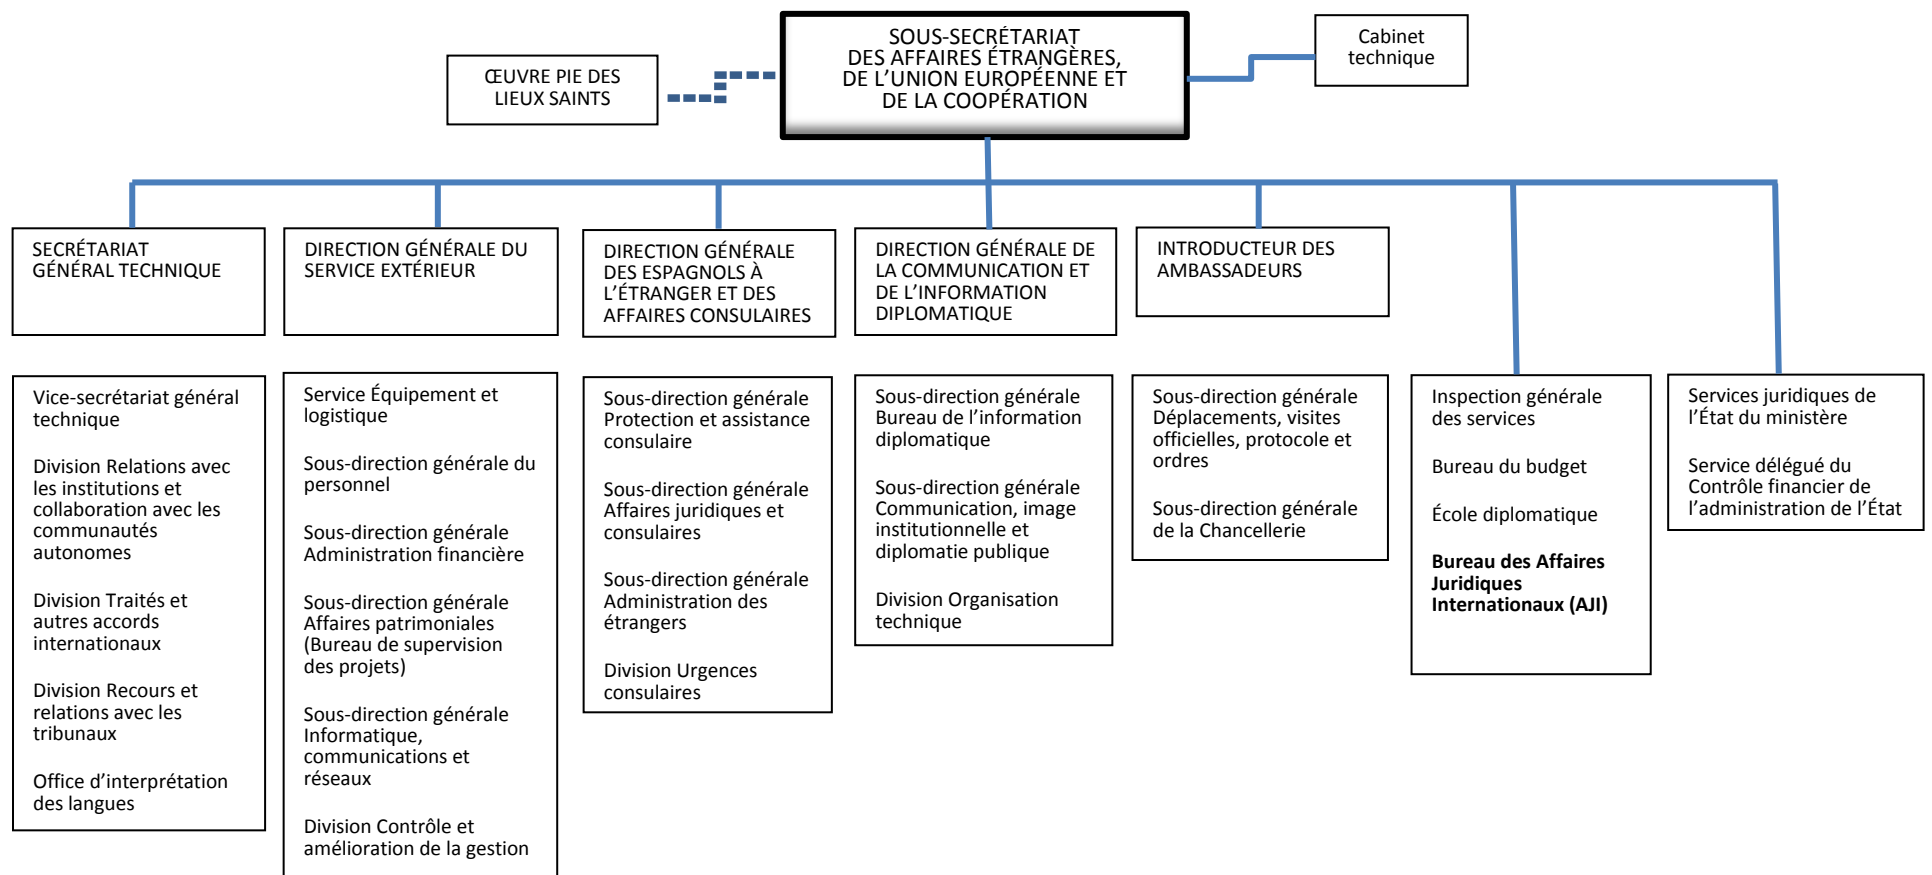 SOUS-SECRÉTARIAT
DES AFFAIRES ÉTRANGÈRES,
DE L’UNION EUROPÉENNE ET
DE LA COOPÉRATION
Cabinet
technique
ŒUVRE PIE DES
LIEUX SAINTS
SECRÉTARIAT
GÉNÉRAL TECHNIQUE
DIRECTION GÉNÉRALE DU
SERVICE EXTÉRIEUR
DIRECTION GÉNÉRALE
DES ESPAGNOLS À
L’ÉTRANGER ET DES
AFFAIRES CONSULAIRES
DIRECTION GÉNÉRALE DE
LA COMMUNICATION ET
DE L’INFORMATION
DIPLOMATIQUE
INTRODUCTEUR DES
AMBASSADEURS
Vice-secrétariat général
technique
Division Relations avec
les institutions et
collaboration avec les
communautés
autonomes
Division Traités et
autres accords
internationaux
Division Recours et
relations avec les
tribunaux
Office d’interprétation
des langues
Service Équipement et
logistique
Sous-direction générale du
personnel
Sous-direction générale
Administration financière
Sous-direction générale
Affaires patrimoniales
(Bureau de supervision
des projets)
Sous-direction générale
Informatique,
communications et
réseaux
Division Contrôle et
amélioration de la gestion
Sous-direction générale
Protection et assistance
consulaire
Sous-direction générale
Affaires juridiques et
consulaires
Sous-direction générale
Administration des
étrangers
Division Urgences
consulaires
Sous-direction générale
Bureau de l’information
diplomatique
Sous-direction générale
Communication, image
institutionnelle et
diplomatie publique
Division Organisation
technique
Sous-direction générale
Déplacements, visites
officielles, protocole et
ordres
Sous-direction générale
de la Chancellerie
Inspection générale
des services
Bureau du budget
École diplomatique
Bureau des Affaires
Juridiques
Internationaux (AJI)
Services juridiques de
l’État du ministère
Service délégué du
Contrôle financier de
l’administration de l’État